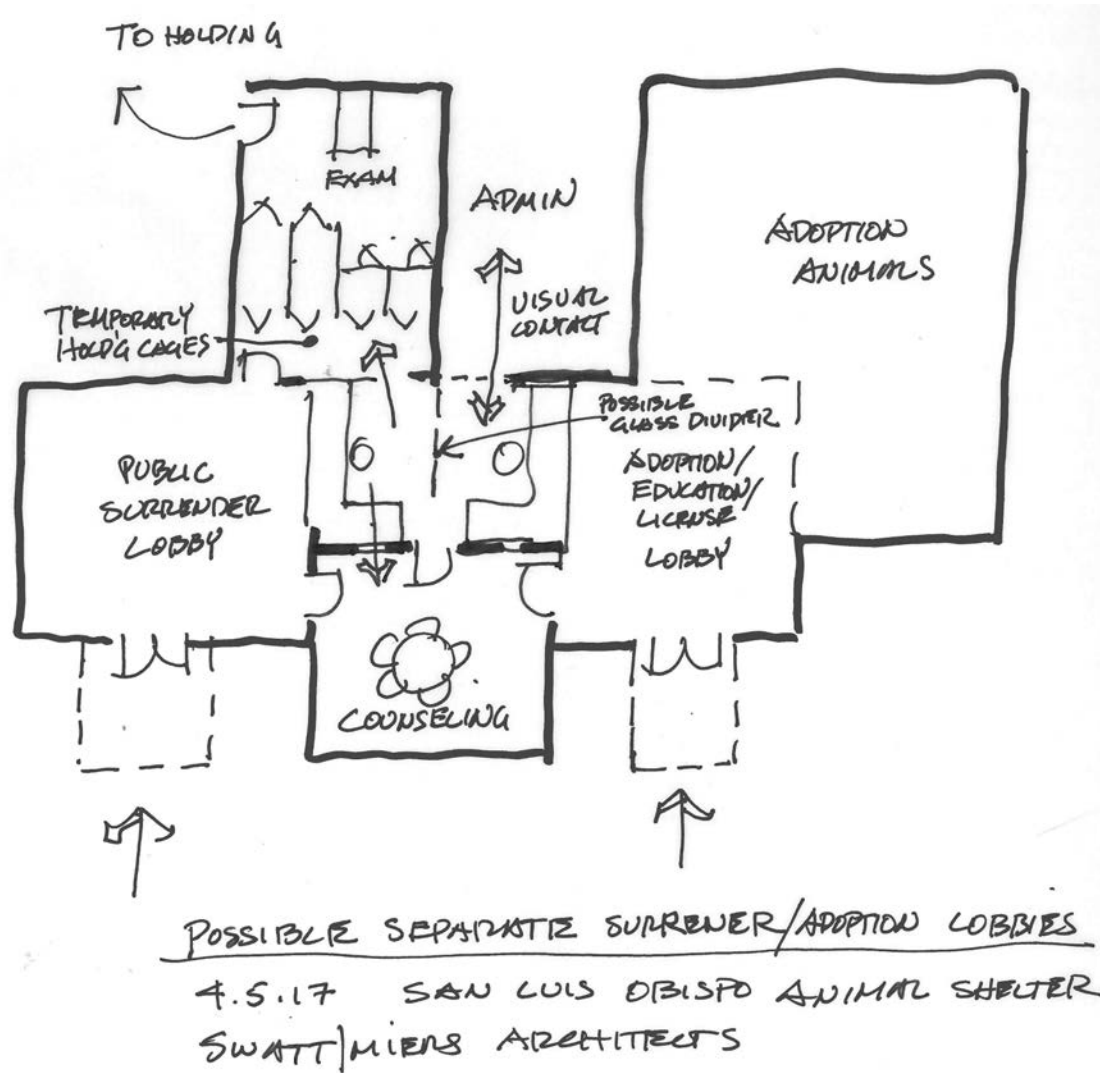 TO HOLDING
EXAM
ADMIN
ADOPTION
ANIMALS
VISUAL
CONTACT
TEMPORARY
HOLD'G CAGES
POSSIBLE
GLASS DIVIDER
PUBLIC
SURRENDER
LOBBY
ADOPTION/
EDUCATION/
LICENSE
LOBBY
COUNSELING
POSSIBLE SEPARATE SURRENER/ADOPTION LOBBIES
4.5.17 SAN LUIS OBISPO ANIMAL SHELTER
SWATT|MIERS ARCHITECTS